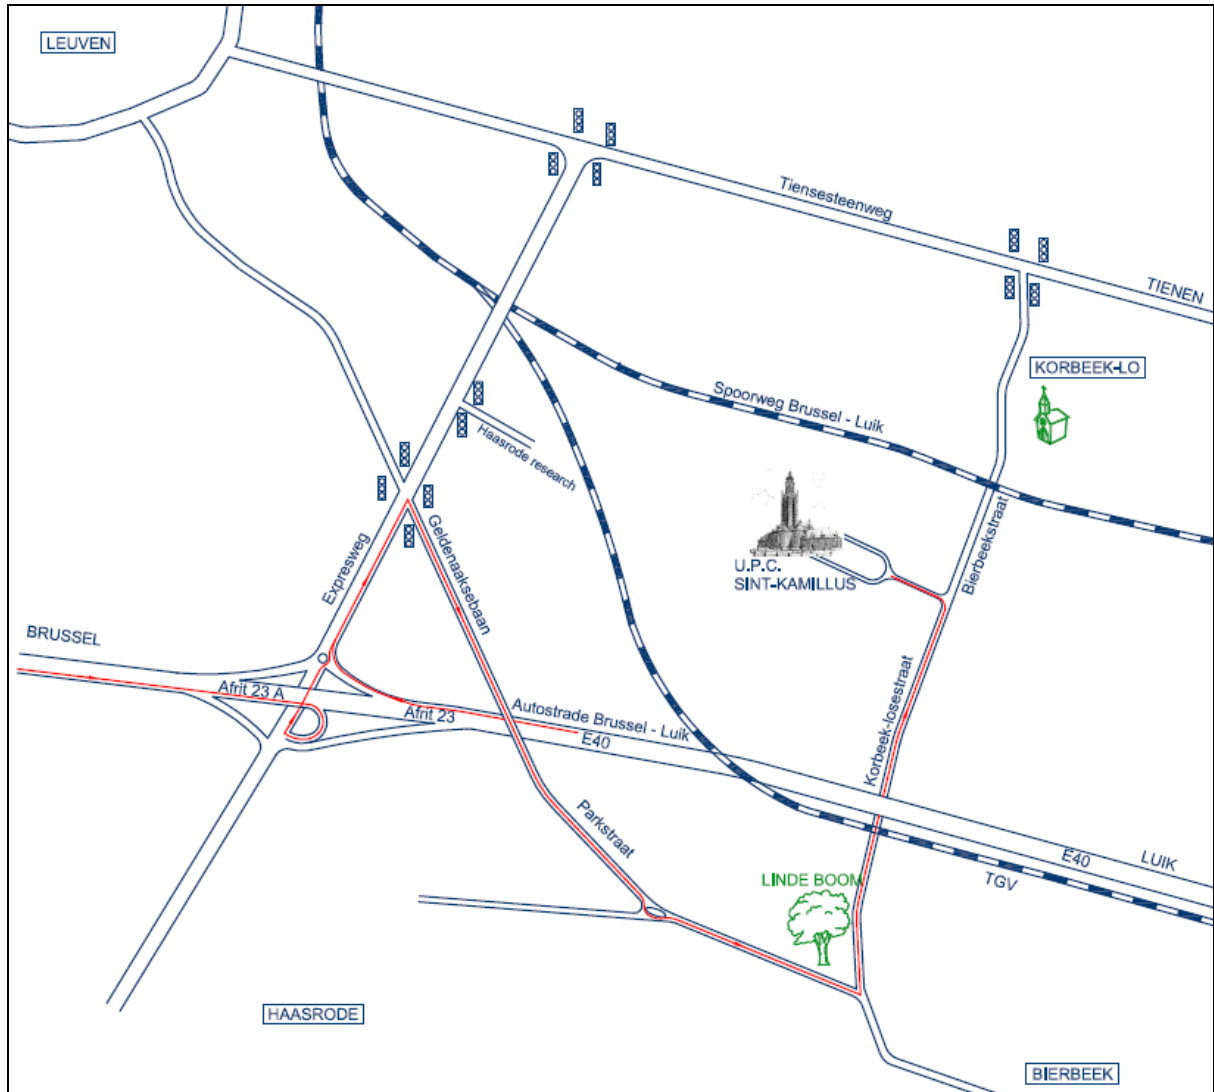 LEUVEN
Tiensesteenweg
TIENEN
KORBEEK-LO
Spoorweg Brussel - Luik
Haasrode research
Geldenaaksebaan
Expresweg
U.P.C.
SINT-KAMILLUS
Bierbeekstraat
BRUSSEL
Afrit 23 A
Afrit 23
Autostrade Brussel - Luik
E40
Korbeek-losestraat
Parkstraat
E40
LUIK
TGV
LINDE BOOM
HAASRODE
BIERBEEK